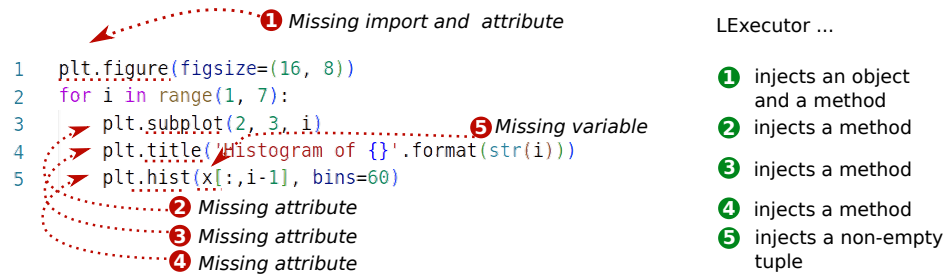 1 Missing import and attribute
1 plt.figure(figsize=(16, 8))
2 for i in range(1, 7):
3 plt.subplot(2, 3, i)
5 Missing variable
4 plt.title('Histogram of {}'.format(str(i)))
5 plt.hist(x[:,i-1], bins=60)
2 Missing attribute
3 Missing attribute
4 Missing attribute
LExecutor ...
1 injects an object
and a method
2 injects a method
3 injects a method
4 injects a method
5 injects a non-empty
tuple